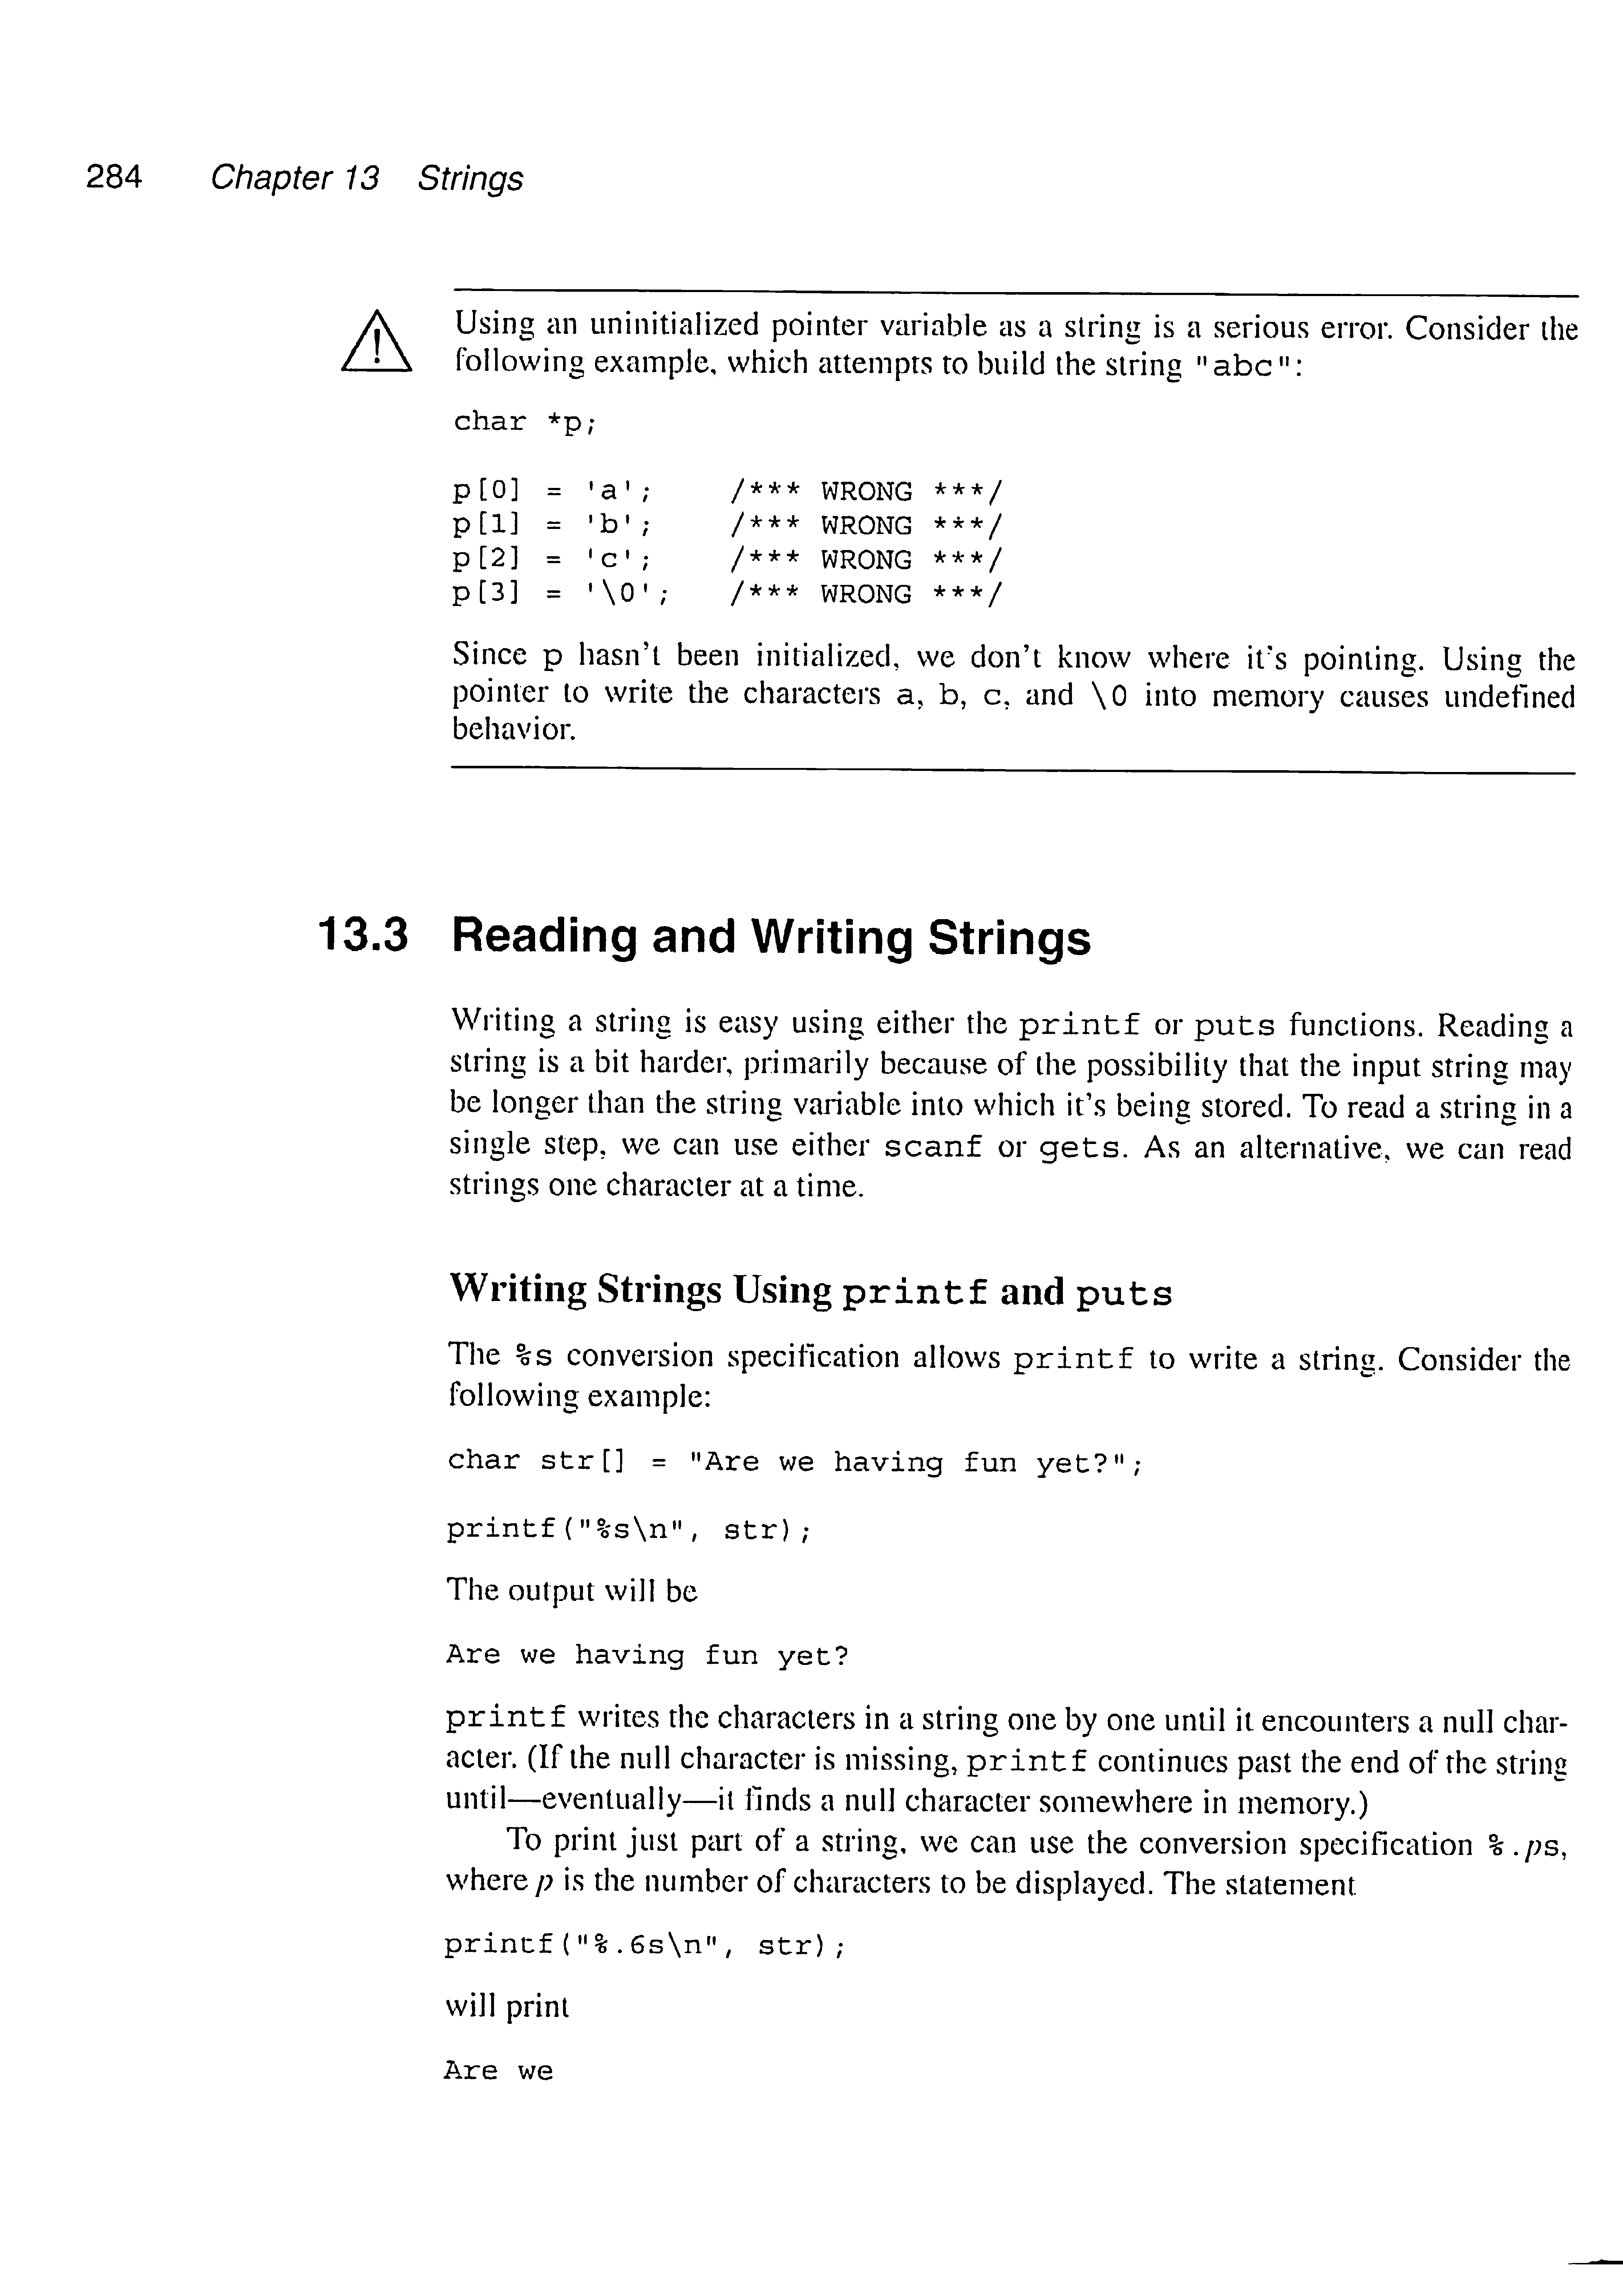 284 Chapter 13 Strings
Using an uninitialized pointer variable as a string is a serious error. Consider the
following example, which attempts to build the string "abc":
char *p;
p[0] = 'a'; /*** WRONG ***/
p[1] = 'b'; /*** WRONG ***/
p[2] = 'c'; /*** WRONG ***/
p[3] = '\0'; /*** WRONG ***/
Since p hasn't been initialized, we don't know where it's pointing. Using the
pointer to write the characters a, b, c, and \0 into memory causes undefined
behavior.
13.3 Reading and Writing Strings
Writing a string is easy using either the printf or puts functions. Reading a
string is a bit harder, primarily because of the possibility that the input string may
be longer than the string variable into which it's being stored. To read a string in a
single step, we can use either scanf or gets. As an alternative, we can read
strings one character at a time.
Writing Strings Using printf and puts
The %s conversion specification allows printf to write a string. Consider the
following example:
char str[] = "Are we having fun yet?";
printf("%s\n", str);
The output will be
Are we having fun yet?
printf writes the characters in a string one by one until it encounters a null char-
acter. (If the null character is missing, printf continues past the end of the string
until—eventually—it finds a null character somewhere in memory.)
To print just part of a string, we can use the conversion specification %.ps,
where p is the number of characters to be displayed. The statement
printf("%.6s\n", str);
will print
Are we